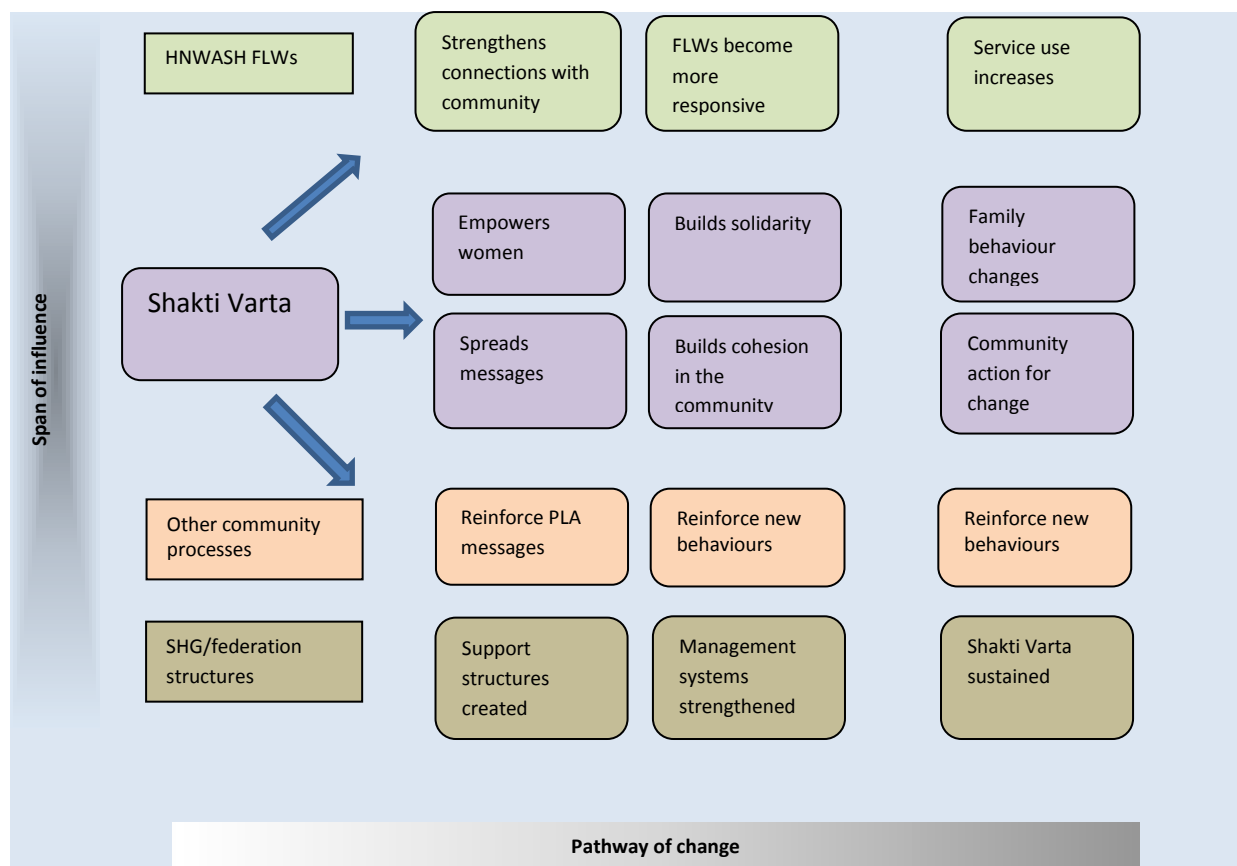 HNWASH FLWs
Strengthens
connections with
community
FLWs become
more
responsive
Service use
increases
Empowers
women
Builds solidarity
Family
behaviour
changes
Shakti Varta
Spreads
messages
Builds cohesion
in the
community
Community
action for
change
Span of influence
Other community
processes
Reinforce PLA
messages
Reinforce new
behaviours
Reinforce new
behaviours
SHG/federation
structures
Support
structures
created
Management
systems
strengthened
Shakti Varta
sustained
Pathway of change